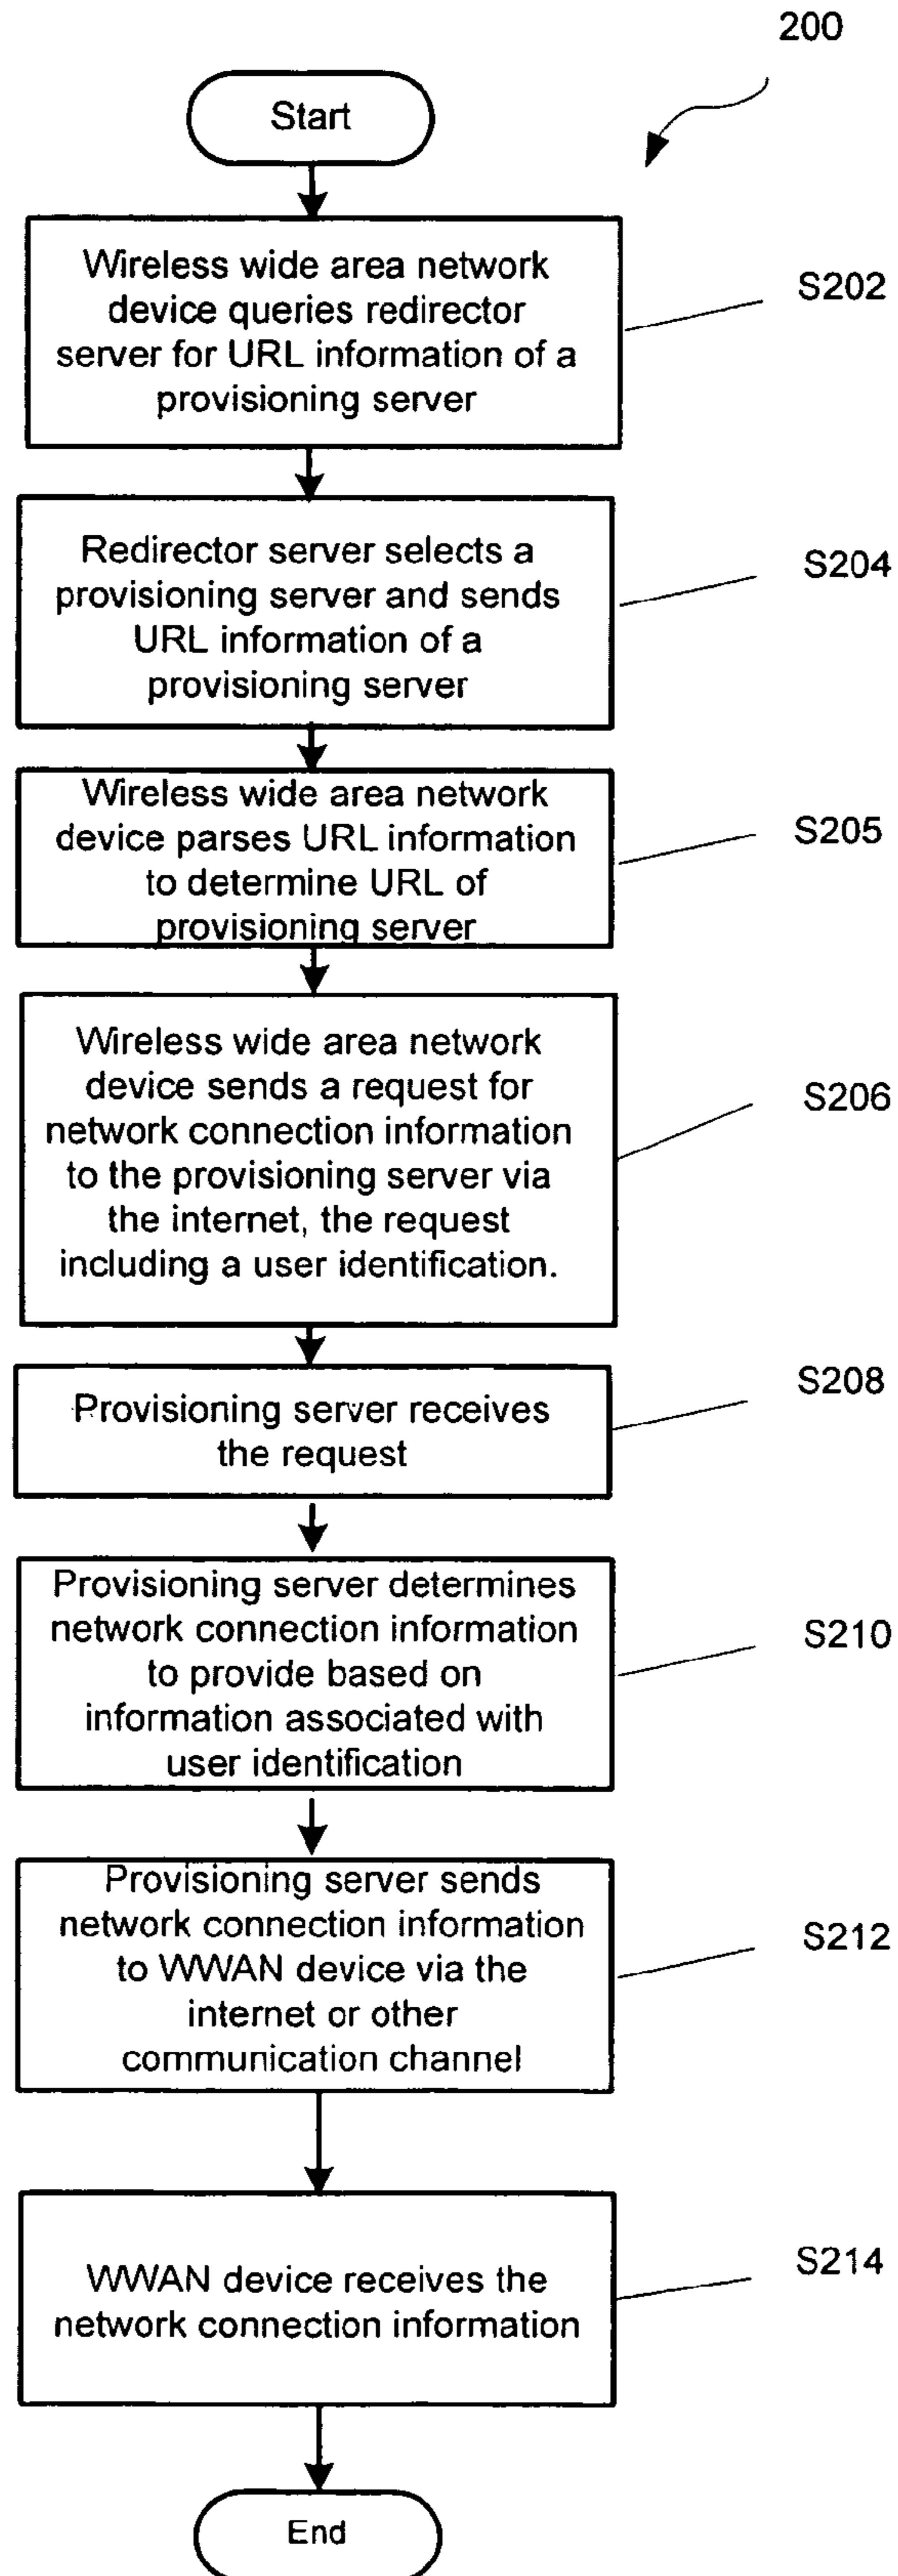 200
Start
Wireless wide area network
device queries redirector
server for URL information of a
provisioning server
S202
Redirector server selects a
provisioning server and sends
URL information of a
provisioning server
S204
Wireless wide area network
device parses URL information
to determine URL of
provisioning server
S205
Wireless wide area network
device sends a request for
network connection information
to the provisioning server via
the internet, the request
including a user identification.
S206
Provisioning server receives
the request
S208
Provisioning server determines
network connection information
to provide based on
information associated with
user identification
S210
Provisioning server sends
network connection information
to WWAN device via the
internet or other
communication channel
S212
WWAN device receives the
network connection information
S214
End